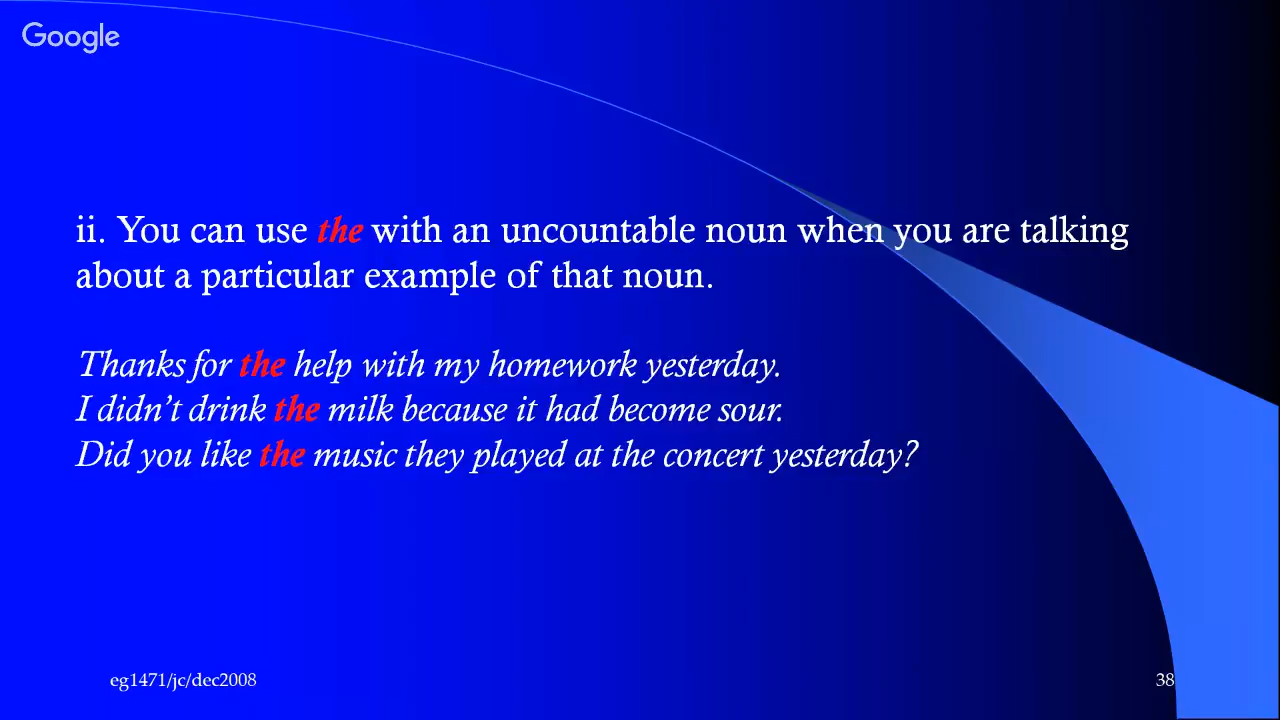 Google
ii. You can use the with an uncountable noun when you are talking
about a particular example of that noun.
Thanks for the help with my homework yesterday.
I didn’t drink the milk because it had become sour.
Did you like the music they played at the concert yesterday?
eg1471/jc/dec2008
38